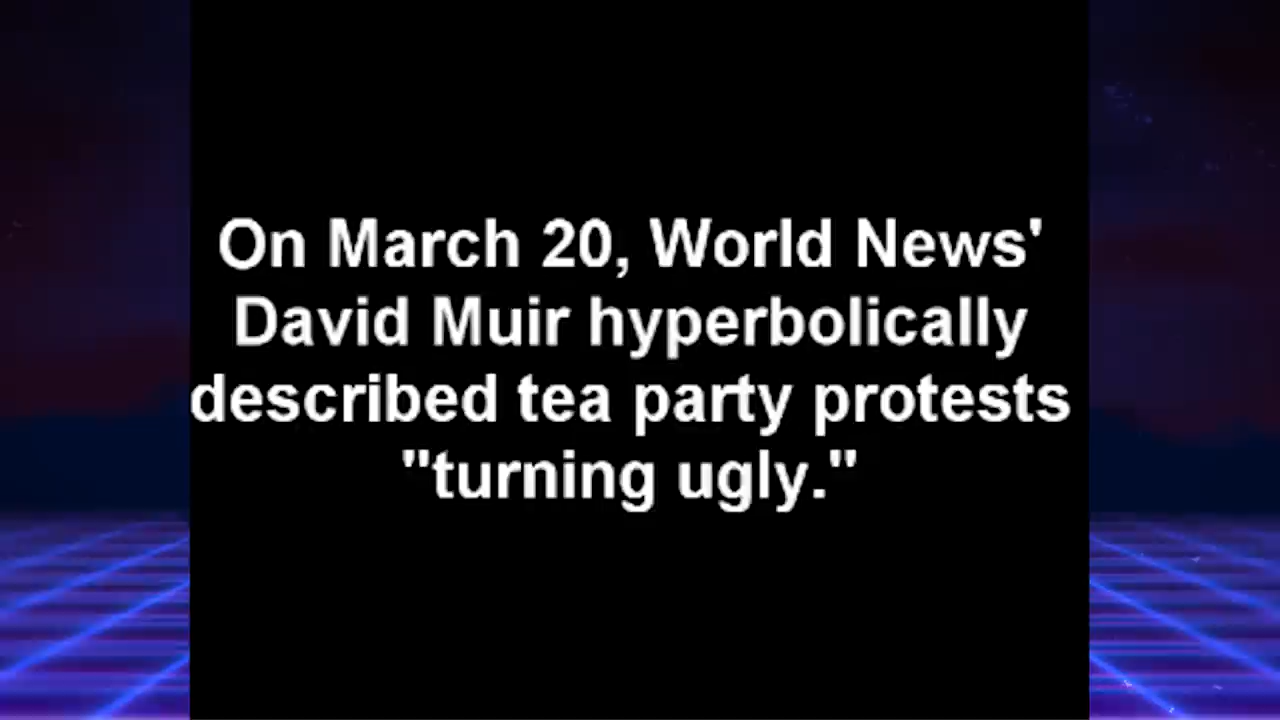 On March 20, World News'
David Muir hyperbolically
described tea party protests
"turning ugly."